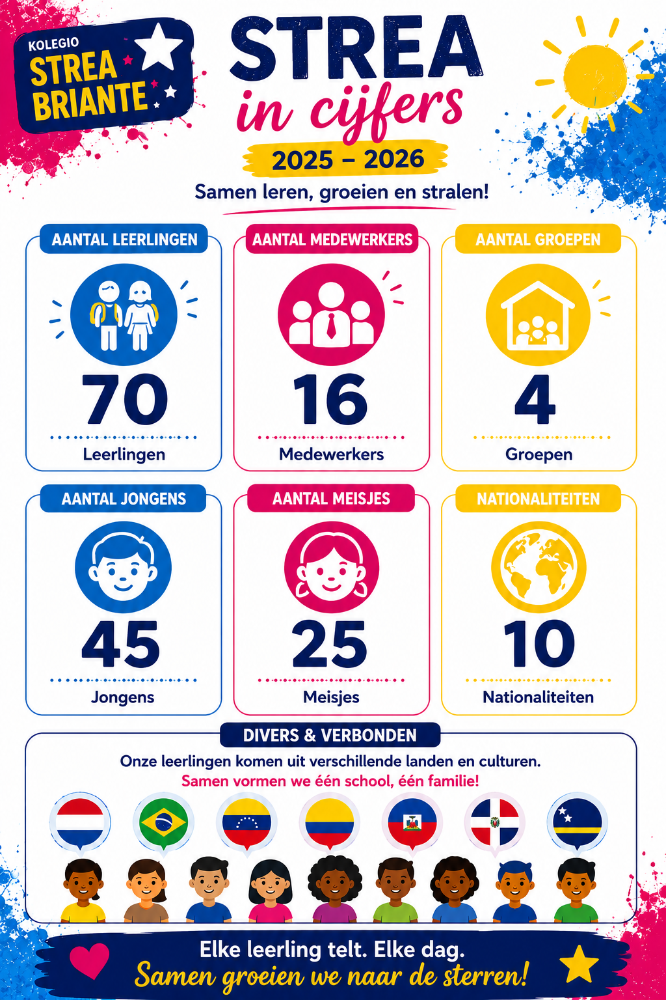 KOLEGIO
STREA
BRIANTE
STREA
in cijfers
2025 – 2026
Samen leren, groeien en stralen!
AANTAL LEERLINGEN
70
Leerlingen
AANTAL MEDEWERKERS
16
Medewerkers
AANTAL GROEPEN
4
Groepen
AANTAL JONGENS
45
Jongens
AANTAL MEISJES
25
Meisjes
NATIONALITEITEN
10
Nationaliteiten
DIVERS & VERBONDEN
Onze leerlingen komen uit verschillende landen en culturen.
Samen vormen we één school, één familie!
Elke leerling telt. Elke dag.
Samen groeien we naar de sterren!